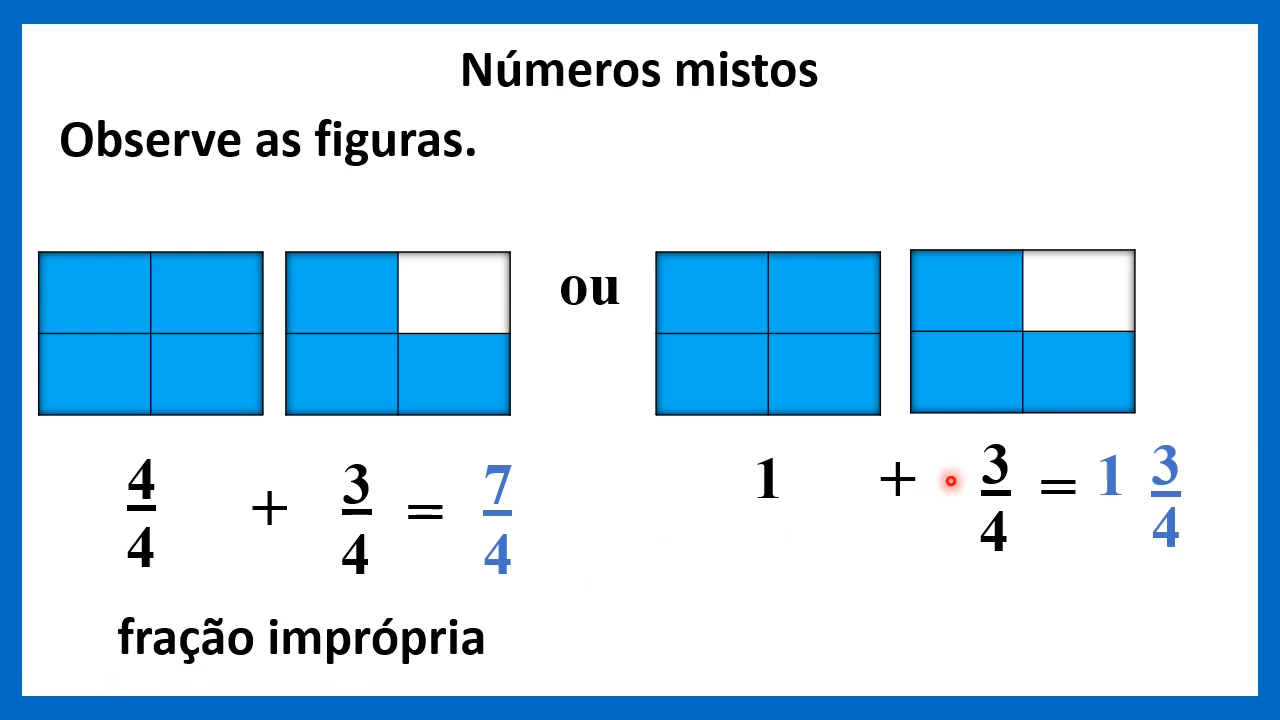 Números mistos
Observe as figuras.
ou
4/4 + 3/4 = 7/4
1 + 3/4 = 1 3/4
fração imprópria